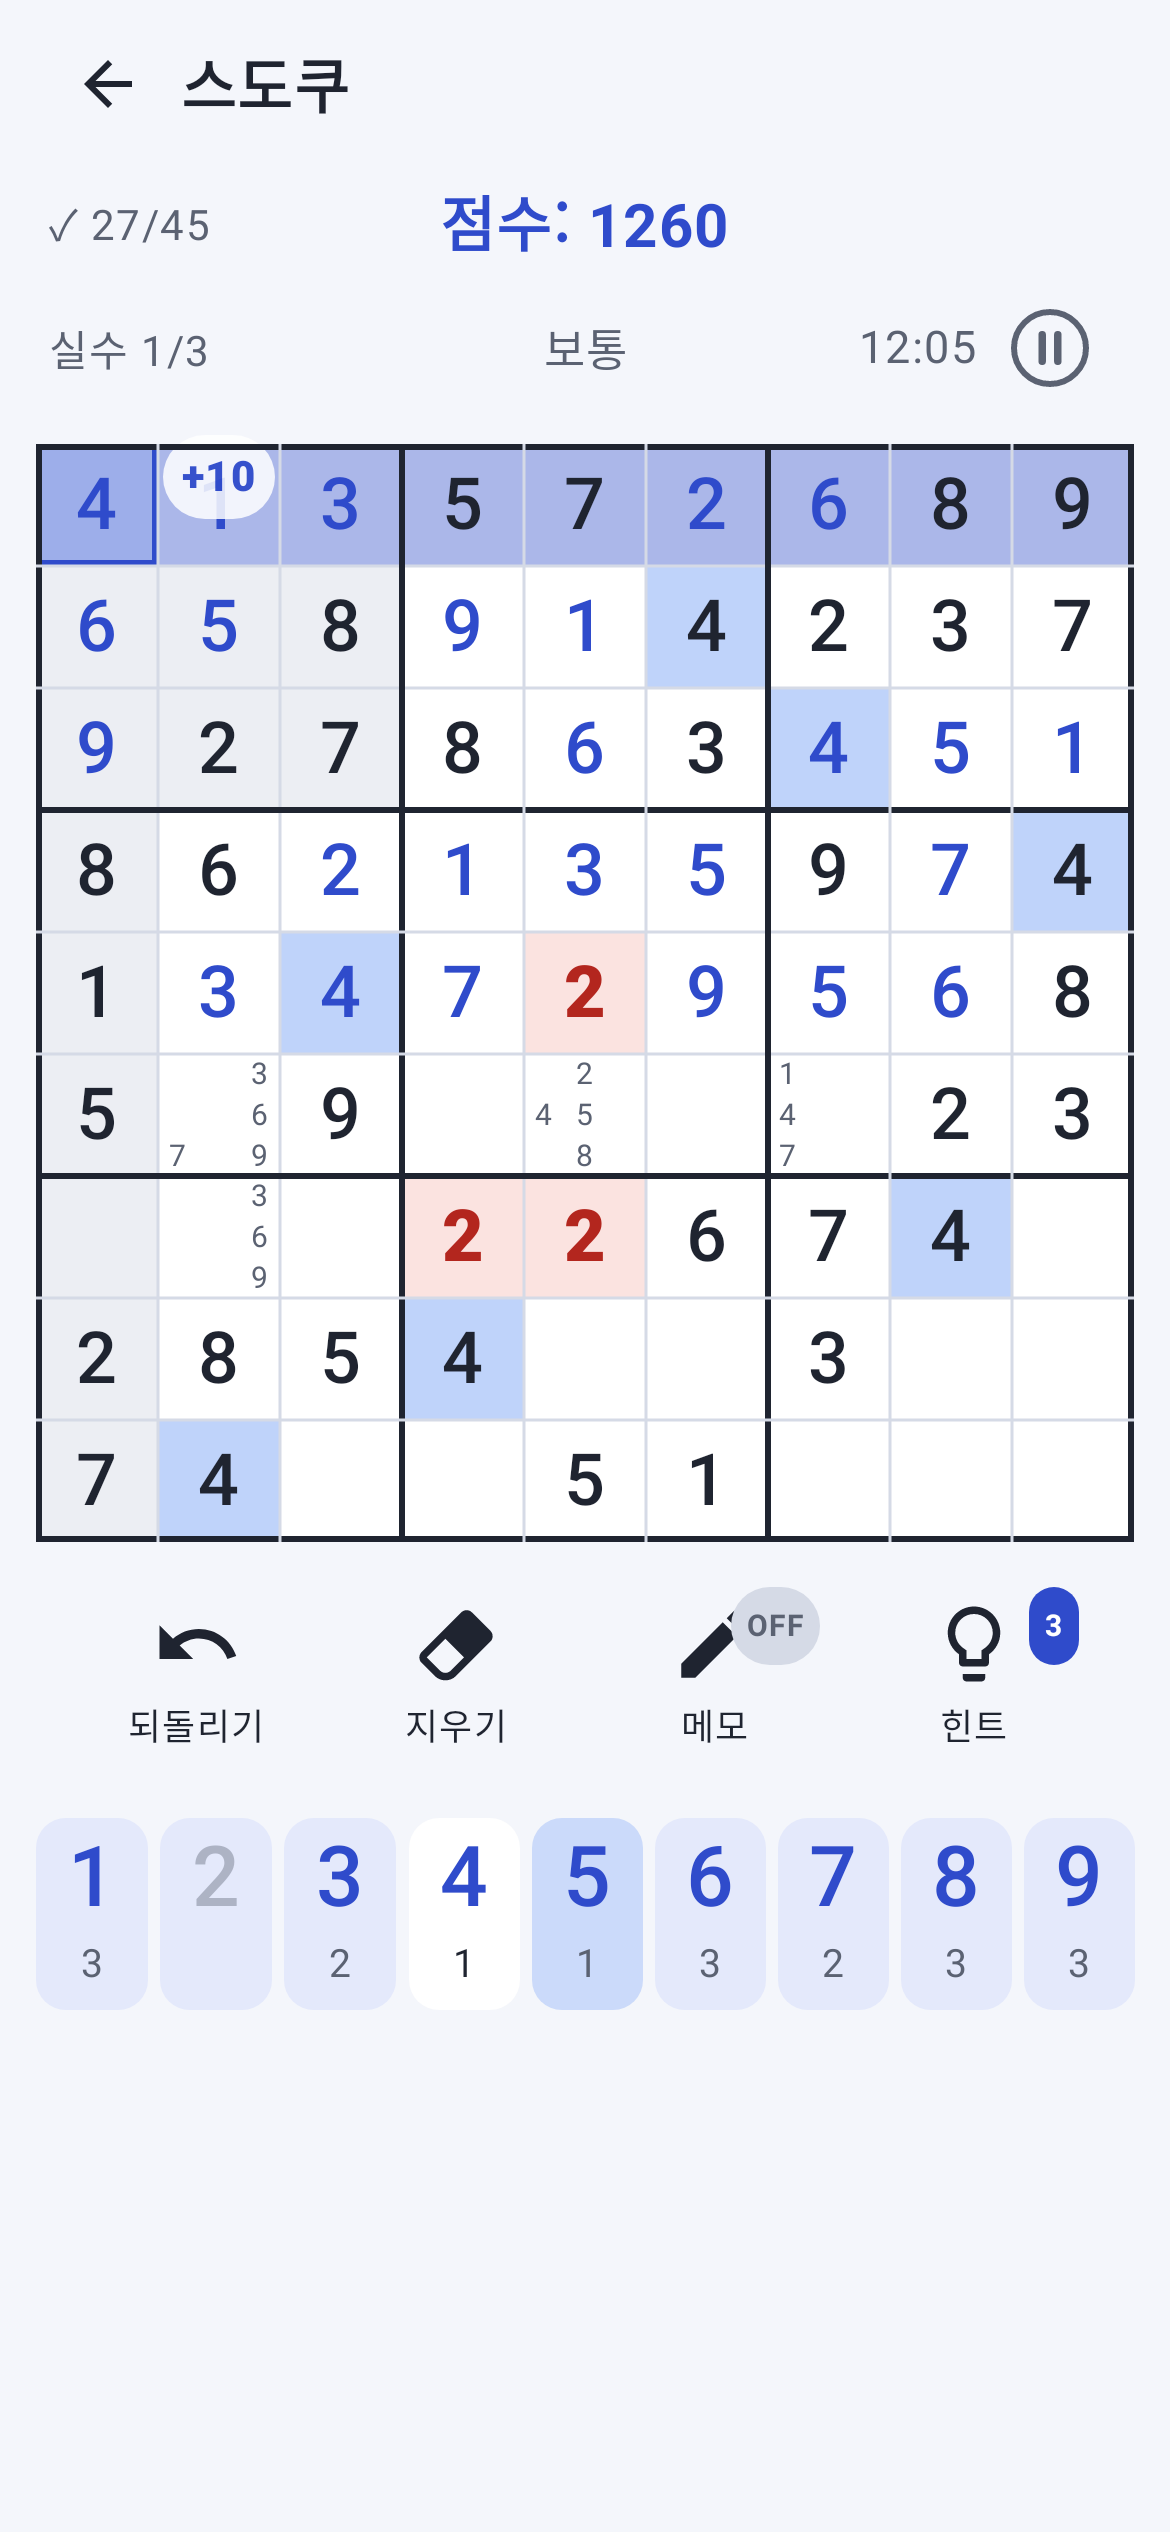 스도쿠
✓ 27/45
점수: 1260
실수 1/3
보통
12:05
+10
4 1 3 5 7 2 6 8 9
6 5 8 9 1 4 2 3 7
9 2 7 8 6 3 4 5 1
8 6 2 1 3 5 9 7 4
1 3 4 7 2 9 5 6 8
3 2 1
5 6 9 4 5 4 2 3
7 9 8 7
3
6 2 2 6 7 4
9
2 8 5 4 3
7 4 5 1
OFF 3
되돌리기 지우기 메모 힌트
1 2 3 4 5 6 7 8 9
3 2 1 1 3 2 3 3